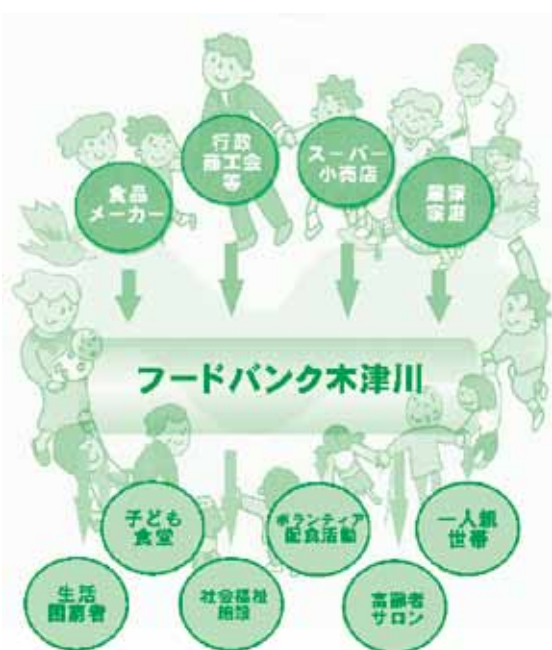 食品
メーカー
行政
商工会
等
スーパー
小売店
農家
家庭
フードバンク木津川
子ども
食堂
ボランティア
配食活動
一人親
世帯
生活
困窮者
社会福祉
施設
高齢者
サロン